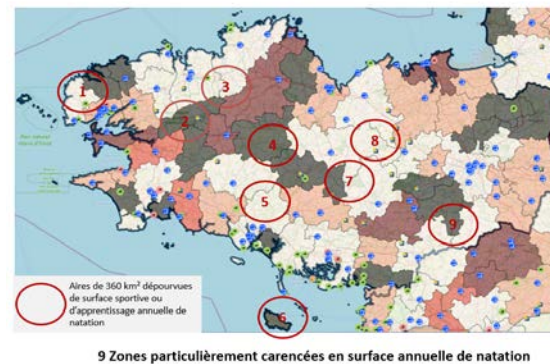 1
3
2
4
8
7
5
9
6
Aires de 360 km² dépourvues
de surface sportive ou
d'apprentissage annuelle de
natation
9 Zones particulièrement carencées en surface annuelle de natation